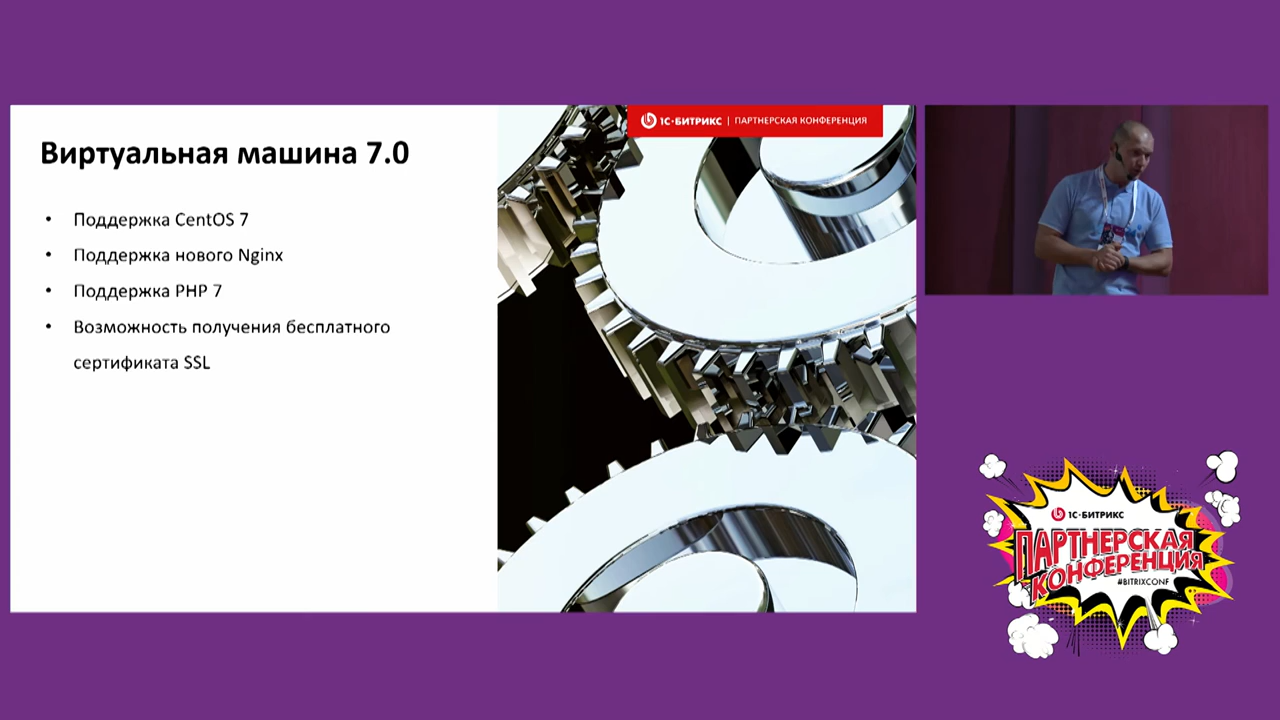 1С·БИТРИКС | ПАРТНЕРСКАЯ КОНФЕРЕНЦИЯ
Виртуальная машина 7.0
• Поддержка CentOS 7
• Поддержка нового Nginx
• Поддержка PHP 7
• Возможность получения бесплатного
сертификата SSL
1С·БИТРИКС
ПАРТНЕРСКАЯ
КОНФЕРЕНЦИЯ
#BITRIXCONF